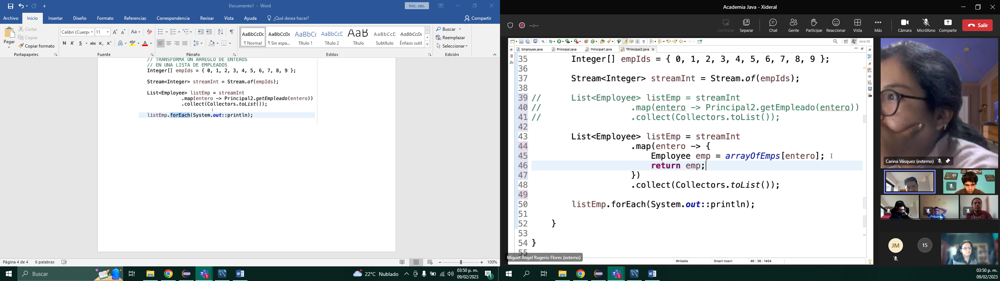 Documento1 - Word
Inic. ses.
Archivo Inicio Insertar Diseño Formato Referencias Correspondencia Revisar Vista Ayuda ¿Qué desea hacer? Compartir
Pegar
Cortar
Copiar
Copiar formato
Portapapeles
Calibri (Cuerpo 11
N K S abc x₂ x²
Fuente
Párrafo
AaBbCcDc AaBbCcDc AaBbCc AaBbCcD AaB AaBbCcD AaBbCcDc
¶ Normal ¶ Sin espa... Título 1 Título 2 Título Subtítulo Énfasis sutil
Estilos
Buscar
Reemplazar
Seleccionar
Edición
// TRANSFORMA UN ARREGLO DE ENTEROS
// EN UNA LISTA DE EMPLEADOS
Integer[] empIds = { 0, 1, 2, 3, 4, 5, 6, 7, 8, 9 };
Stream<Integer> streamInt = Stream.of(empIds);
List<Employee> listEmp = streamInt
.map(entero -> Principal2.getEmpleado(entero))
.collect(Collectors.toList());
listEmp.forEach(System.out::println);
Página 4 de 4 6 palabras
100%
Buscar
22°C Nublado
03:50 p. m.
09/02/2023
1
Academia Java - Xideral
--:--
Controlar Separar Chat Gente Participar Reaccionar Vista Más Cámara Micrófono Comparte Salir
Java EE
Employee.java Principal.java Principal1.java *Principal2.java
35 Integer[] empIds = { 0, 1, 2, 3, 4, 5, 6, 7, 8, 9 };
36
37 Stream<Integer> streamInt = Stream.of(empIds);
38
39 // List<Employee> listEmp = streamInt
40 // .map(entero -> Principal2.getEmpleado(entero))
41 // .collect(Collectors.toList());
42
43 List<Employee> listEmp = streamInt
44 .map(entero -> {
45 Employee emp = arrayOfEmps[entero];
46 return emp;
47 })
48 .collect(Collectors.toList());
49
50 listEmp.forEach(System.out::println);
51
52 }
53
54 }
55
Miguel Ángel Rugerio Flores (externo)
Writable Smart Insert 46 : 36 : 1464
Carina Vásquez (externo)
JM
15
03:50 p. m.
09/02/2023